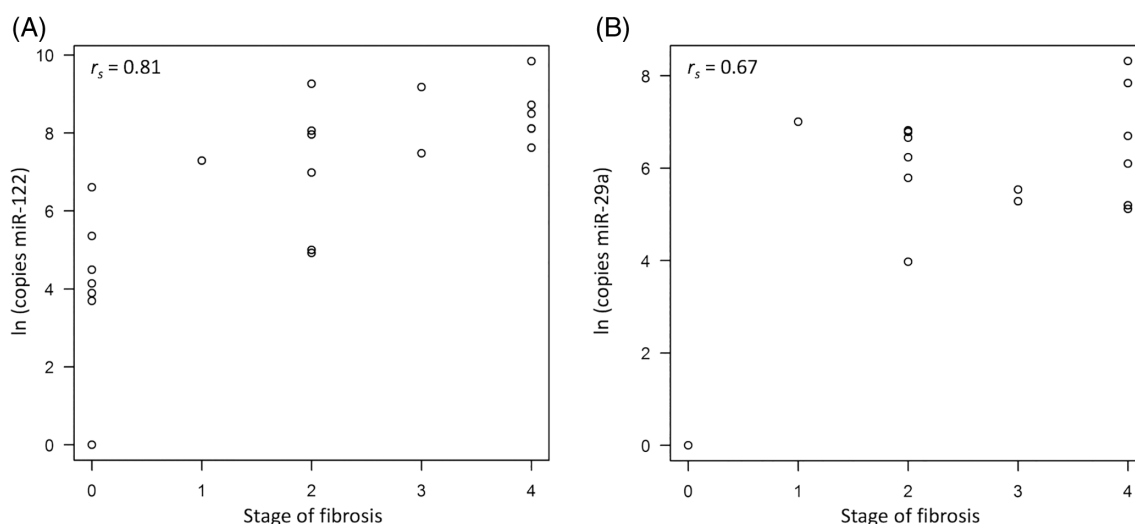 (A)
r_s = 0.81
10
8
6
4
2
0
ln (copies miR-122)
0 1 2 3 4
Stage of fibrosis
(B)
r_s = 0.67
8
6
4
2
0
ln (copies miR-29a)
0 1 2 3 4
Stage of fibrosis